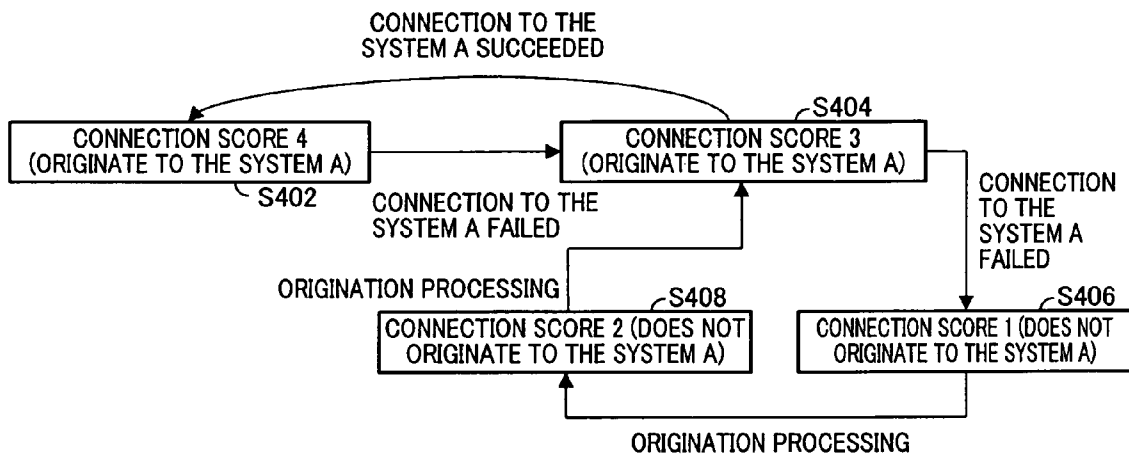 CONNECTION TO THE
SYSTEM A SUCCEEDED
S404
CONNECTION SCORE 4
(ORIGINATE TO THE SYSTEM A)
CONNECTION SCORE 3
(ORIGINATE TO THE SYSTEM A)
S402
CONNECTION TO THE
SYSTEM A FAILED
CONNECTION
TO THE
SYSTEM A
FAILED
ORIGINATION PROCESSING
S408
S406
CONNECTION SCORE 2 (DOES NOT
ORIGINATE TO THE SYSTEM A)
CONNECTION SCORE 1 (DOES NOT
ORIGINATE TO THE SYSTEM A)
ORIGINATION PROCESSING